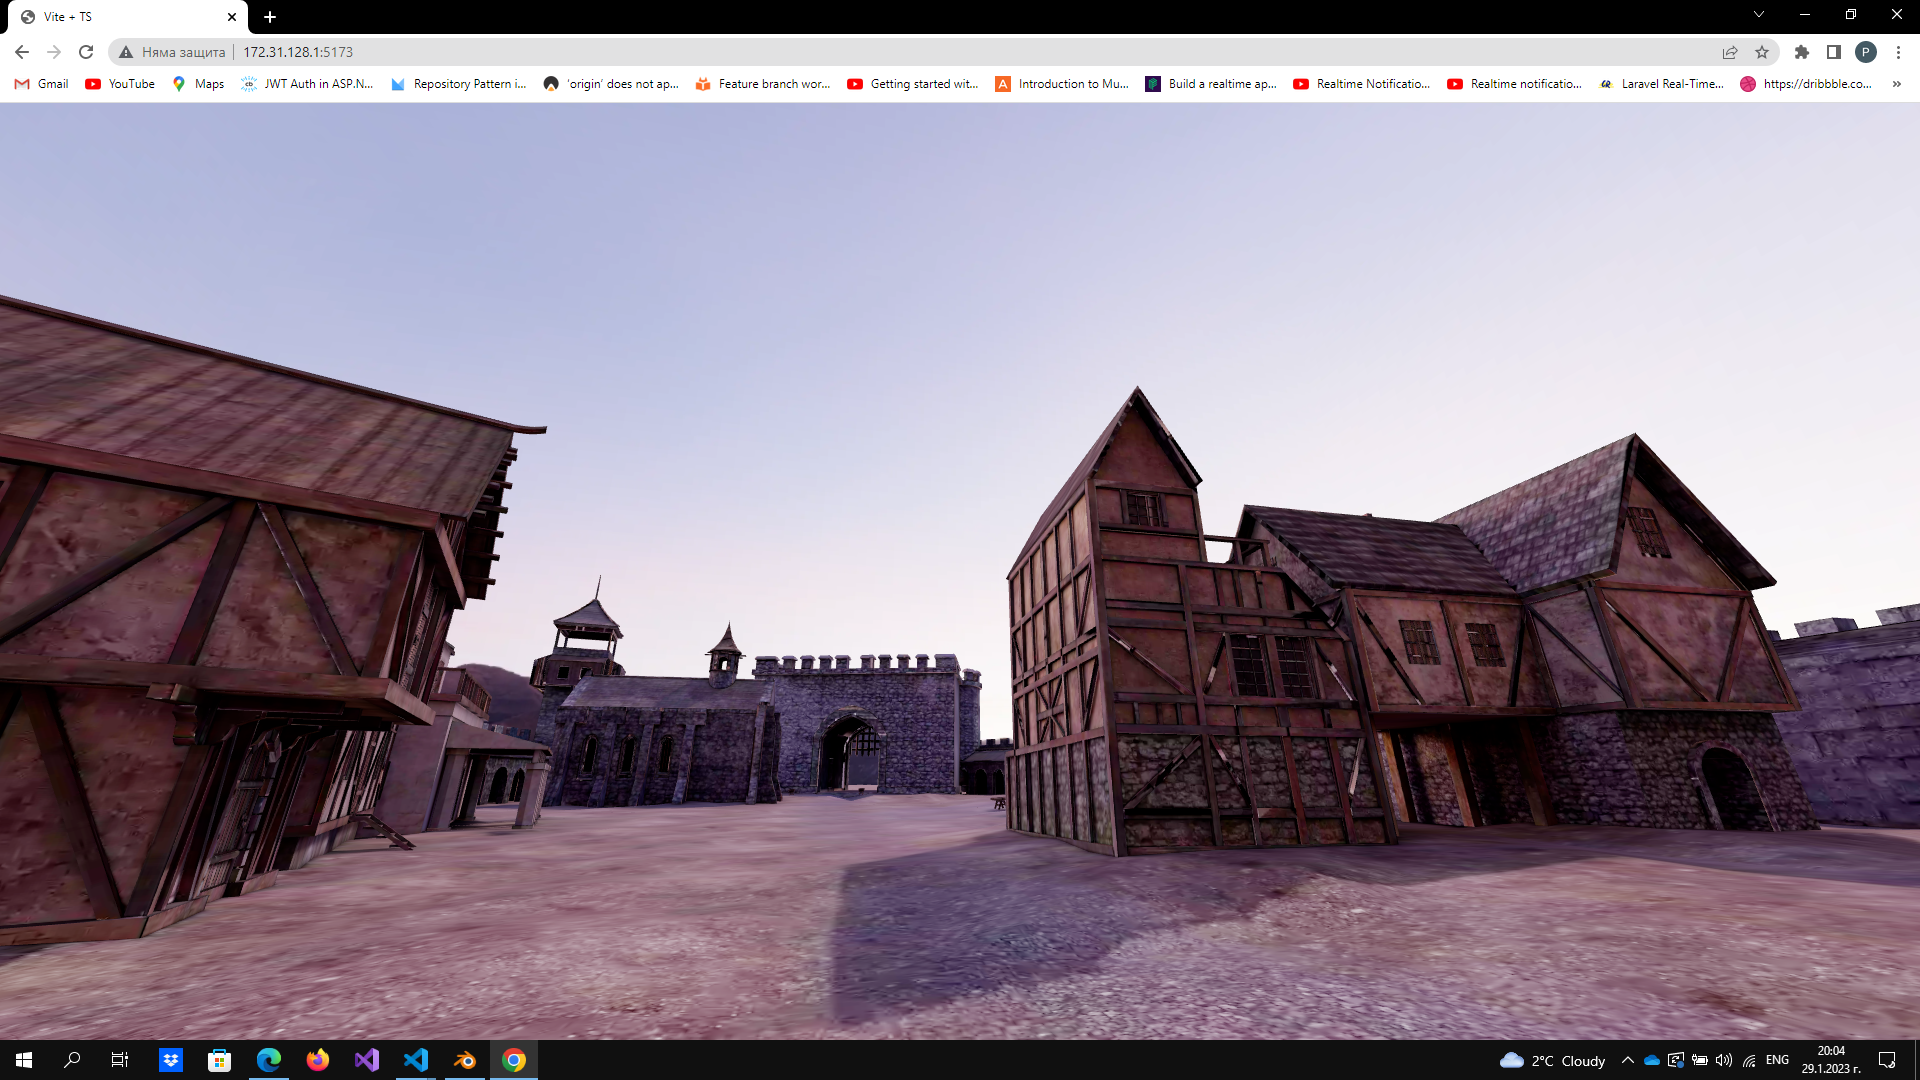 Vite + TS
Няма защита 172.31.128.1:5173
Gmail YouTube Maps JWT Auth in ASP.N... Repository Pattern i... 'origin' does not ap... Feature branch wor... Getting started wit... Introduction to Mu... Build a realtime ap... Realtime Notificatio... Realtime notificatio... Laravel Real-Time... https://dribbble.co... »
P
2°C Cloudy ENG 20:04
29.1.2023 г.